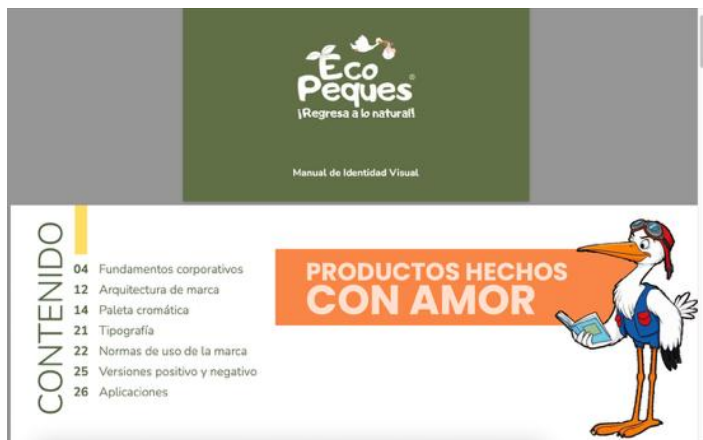 Eco
Peques®
¡Regresa a lo natural!
Manual de Identidad Visual
CONTENIDO
04 Fundamentos corporativos
12 Arquitectura de marca
14 Paleta cromática
21 Tipografía
22 Normas de uso de la marca
25 Versiones positivo y negativo
26 Aplicaciones
PRODUCTOS HECHOS
CON AMOR